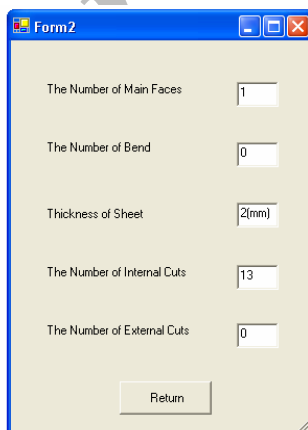 Form2
The Number of Main Faces 1
The Number of Bend 0
Thickness of Sheet 2(mm)
The Number of Internal Cuts 13
The Number of External Cuts 0
Return